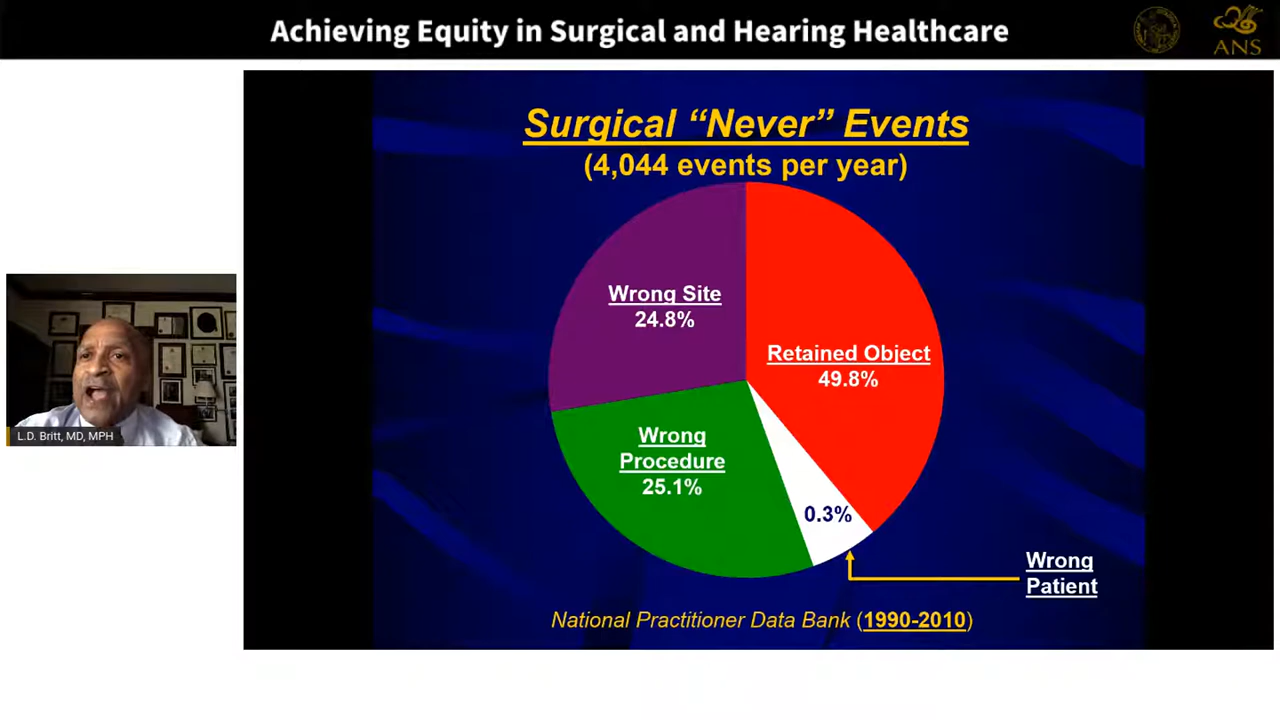 Achieving Equity in Surgical and Hearing Healthcare
ANS
Surgical “Never” Events
(4,044 events per year)
Wrong Site
24.8%
Retained Object
49.8%
Wrong
Procedure
25.1%
0.3%
Wrong
Patient
L.D. Britt, MD, MPH
National Practitioner Data Bank (1990-2010)